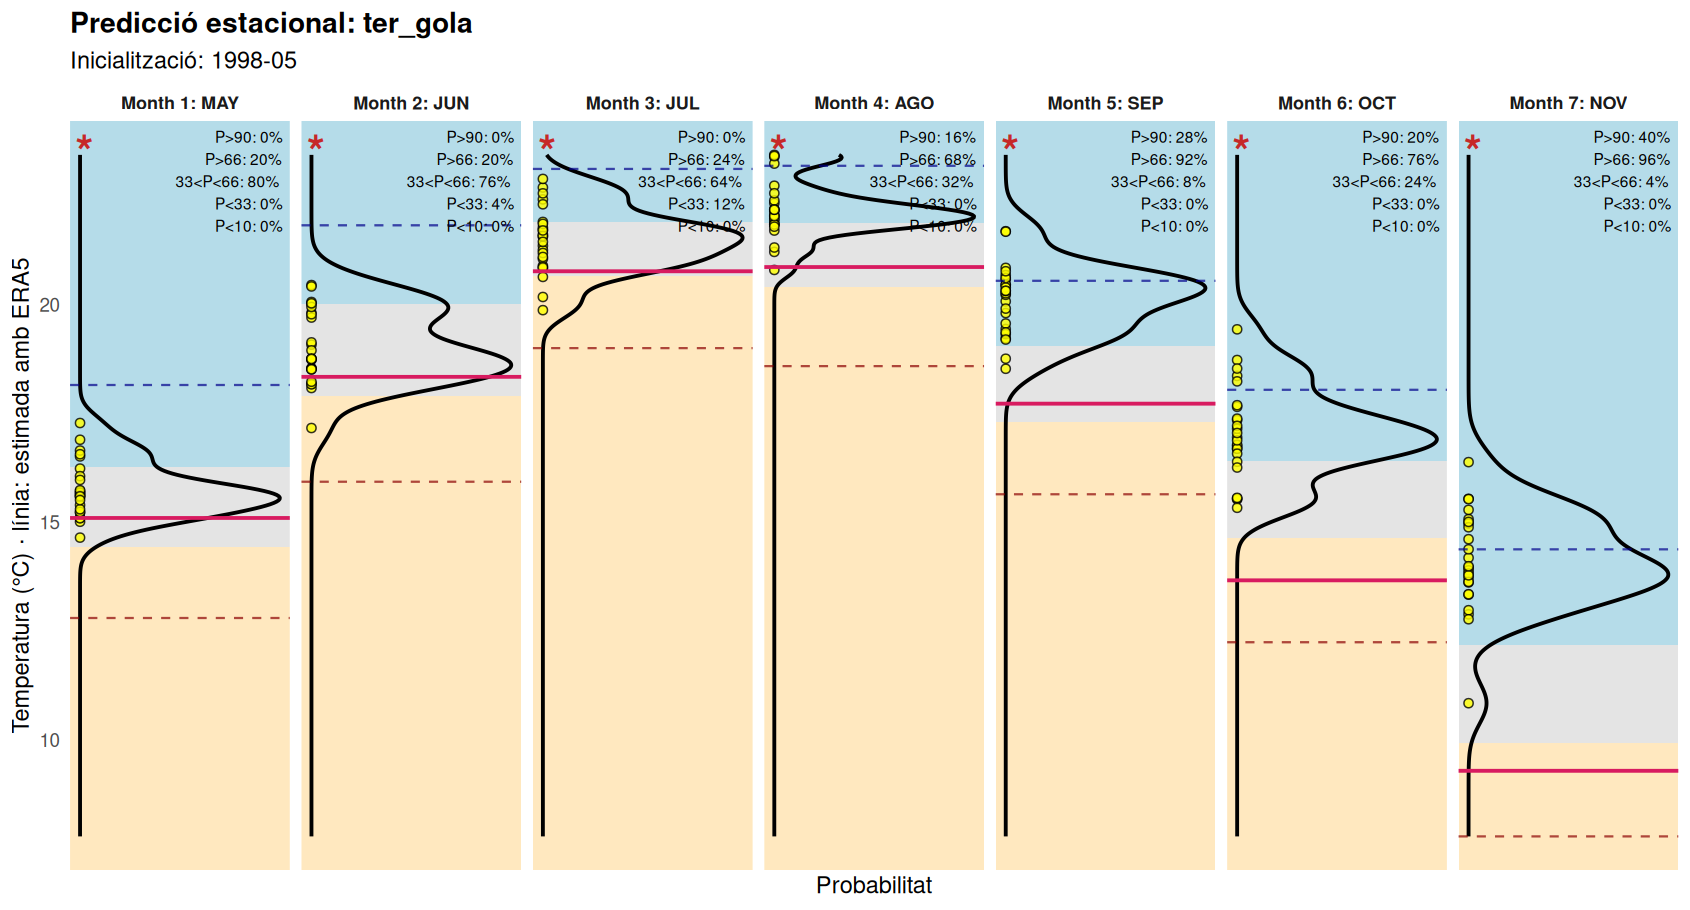 Predicció estacional: ter_gola
Inicialització: 1998-05
Month 1: MAY
Month 2: JUN
Month 3: JUL
Month 4: AGO
Month 5: SEP
Month 6: OCT
Month 7: NOV
*
P>90: 0%
P>66: 20%
33<P<66: 80%
P<33: 0%
P<10: 0%
*
P>90: 0%
P>66: 20%
33<P<66: 76%
P<33: 4%
P<10: 0%
*
P>90: 0%
P>66: 24%
33<P<66: 64%
P<33: 12%
P<10: 0%
*
P>90: 16%
P>66: 68%
33<P<66: 32%
P<33: 0%
P<10: 0%
*
P>90: 28%
P>66: 92%
33<P<66: 8%
P<33: 0%
P<10: 0%
*
P>90: 20%
P>66: 76%
33<P<66: 24%
P<33: 0%
P<10: 0%
*
P>90: 40%
P>66: 96%
33<P<66: 4%
P<33: 0%
P<10: 0%
Temperatura (°C) · línia: estimada amb ERA5
20
15
10
Probabilitat